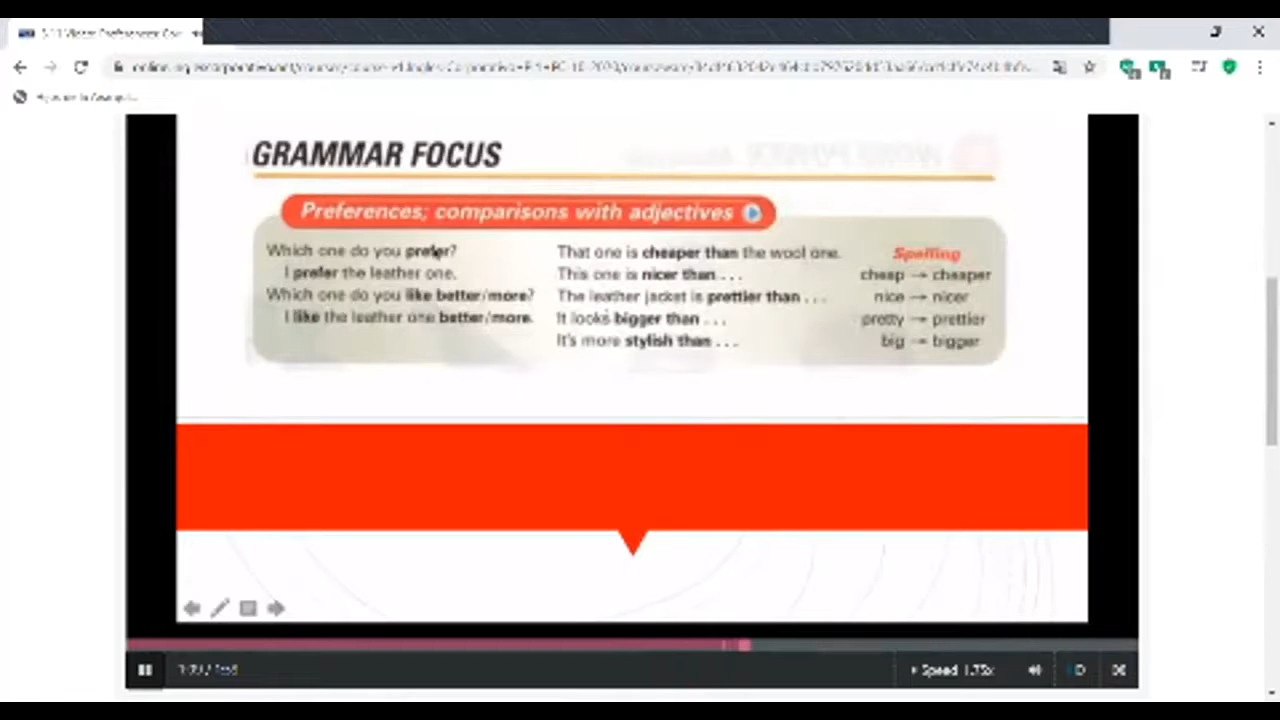 GRAMMAR FOCUS
Preferences; comparisons with adjectives
Which one do you prefer?
I prefer the leather one.
Which one do you like better/more?
I like the leather one better/more.
That one is cheaper than the wool one.
This one is nicer than . . .
The leather jacket is prettier than . . .
It looks bigger than . . .
It's more stylish than . . .
Spelling
cheap → cheaper
nice → nicer
pretty → prettier
big → bigger
Speed 1.75x